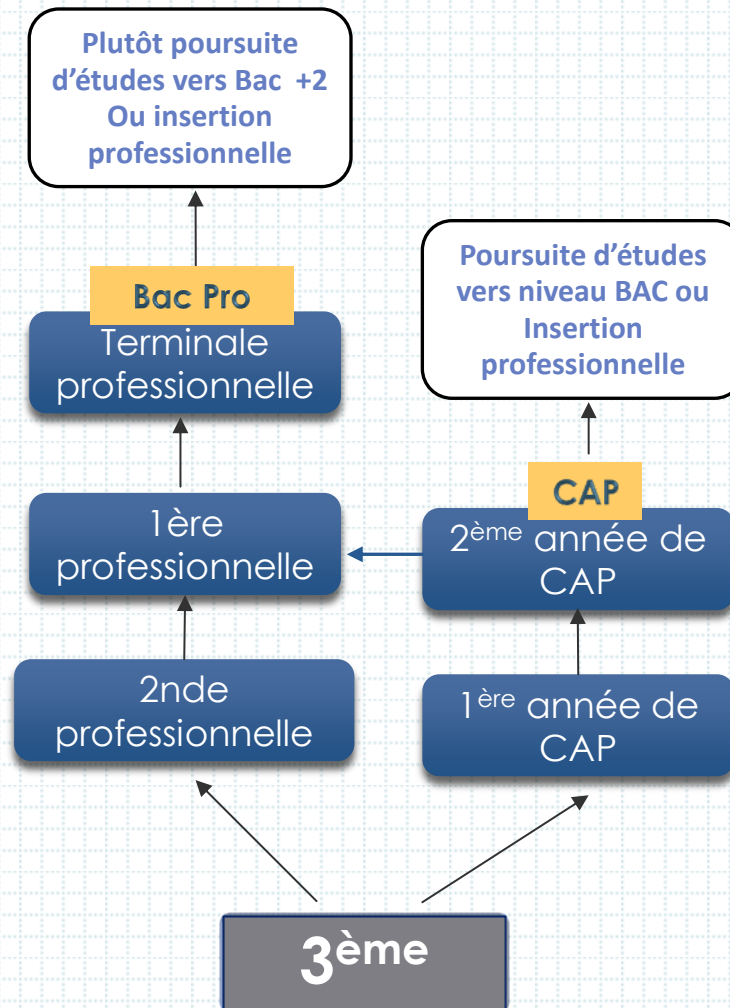 Plutôt poursuite
d'études vers Bac +2
Ou insertion
professionnelle
Poursuite d'études
vers niveau BAC ou
Insertion
professionnelle
Bac Pro
Terminale
professionnelle
CAP
1ère
professionnelle
2ème année de
CAP
2nde
professionnelle
1ère année de
CAP
3ème